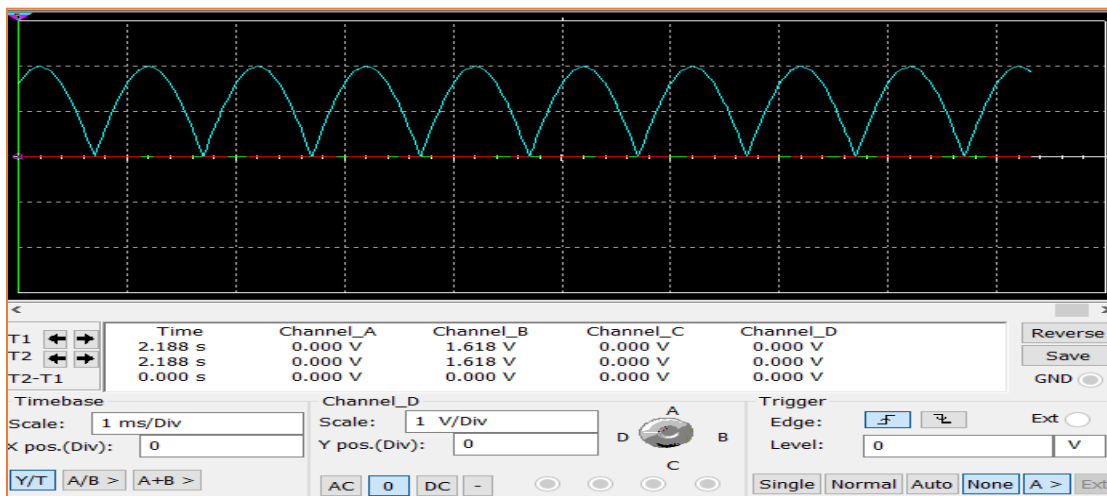 T1
T2
T2-T1
Time Channel_A Channel_B Channel_C Channel_D
2.188 s 0.000 V 1.618 V 0.000 V 0.000 V
2.188 s 0.000 V 1.618 V 0.000 V 0.000 V
0.000 s 0.000 V 0.000 V 0.000 V 0.000 V
Reverse
Save
GND
Timebase
Scale: 1 ms/Div
X pos.(Div): 0
Y/T A/B > A+B >
Channel_D
Scale: 1 V/Div
Y pos.(Div): 0
AC 0 DC -
A
D B
C
Trigger
Edge: Ext
Level: 0 V
Single Normal Auto None A > Ext